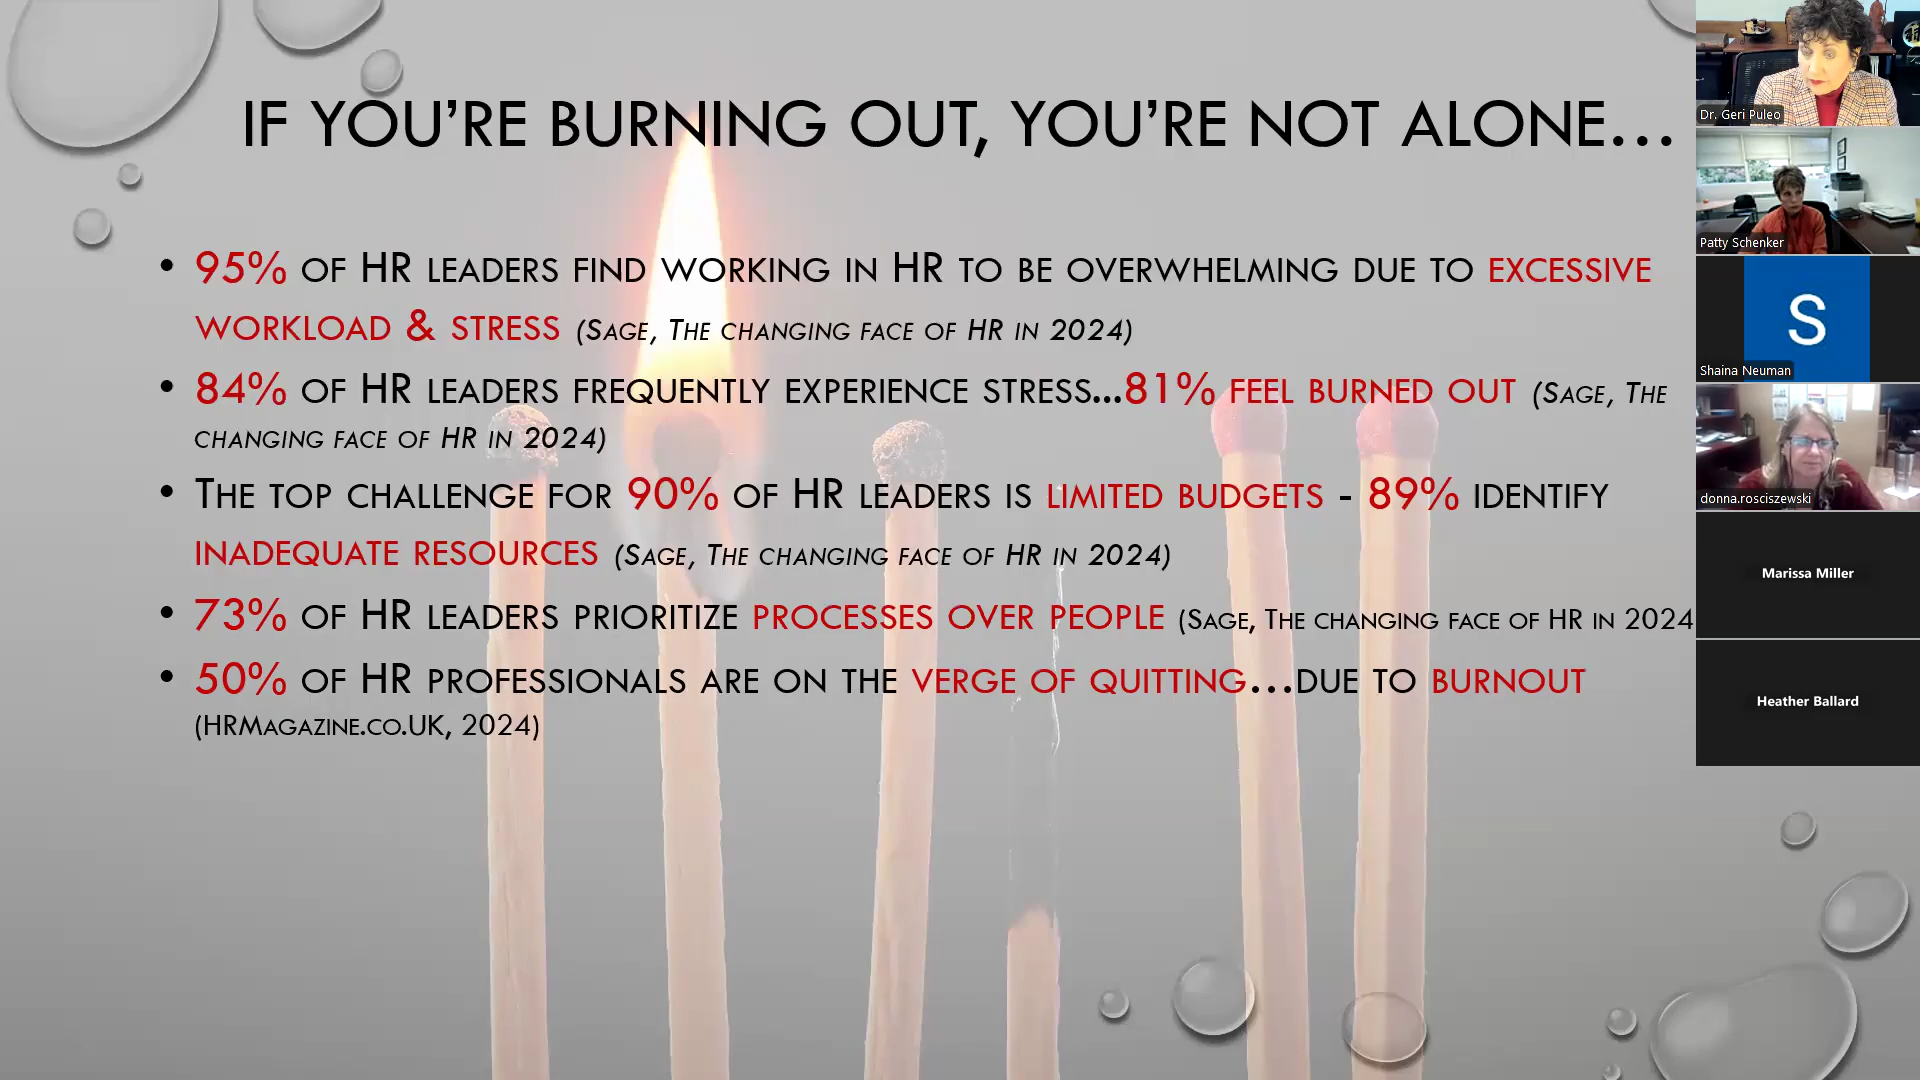 IF YOU'RE BURNING OUT, YOU'RE NOT ALONE…
• 95% OF HR LEADERS FIND WORKING IN HR TO BE OVERWHELMING DUE TO EXCESSIVE
WORKLOAD & STRESS (SAGE, THE CHANGING FACE OF HR IN 2024)
• 84% OF HR LEADERS FREQUENTLY EXPERIENCE STRESS…81% FEEL BURNED OUT (SAGE, THE
CHANGING FACE OF HR IN 2024)
• THE TOP CHALLENGE FOR 90% OF HR LEADERS IS LIMITED BUDGETS - 89% IDENTIFY
INADEQUATE RESOURCES (SAGE, THE CHANGING FACE OF HR IN 2024)
• 73% OF HR LEADERS PRIORITIZE PROCESSES OVER PEOPLE (SAGE, THE CHANGING FACE OF HR IN 2024
• 50% OF HR PROFESSIONALS ARE ON THE VERGE OF QUITTING…DUE TO BURNOUT
(HRMAGAZINE.CO.UK, 2024)
Dr. Geri Puleo
Patty Schenker
S
Shaina Neuman
donna.rosciszewski
Marissa Miller
Heather Ballard